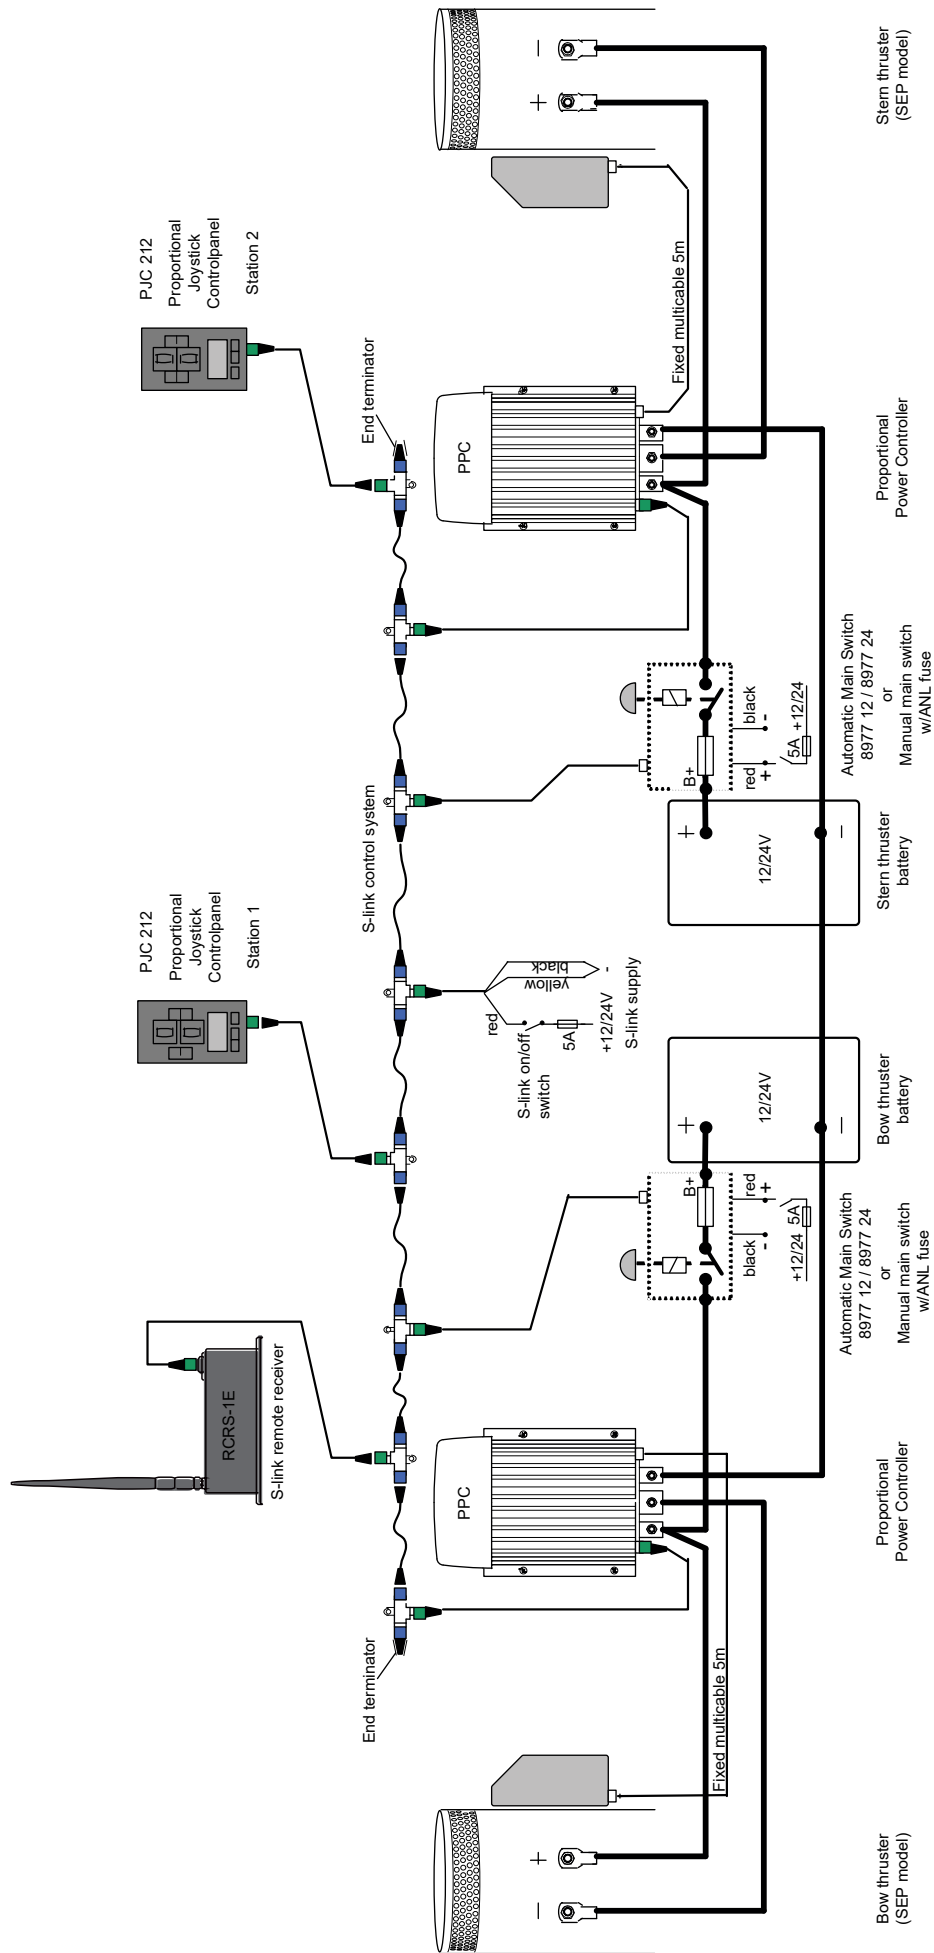 Stern thruster
(SEP model)
−
+
PJC 212
Proportional
Joystick
Controlpanel
Station 2
End terminator
PPC
Fixed multicable 5m
Proportional
Power Controller
S-link control system
B+
red
+
black
-
5A
+12/24
Automatic Main Switch
8977 12 / 8977 24
or
Manual main switch
w/ANL fuse
+
12/24V
−
Stern thruster
battery
PJC 212
Proportional
Joystick
Controlpanel
Station 1
red
yellow
black
S-link on/off
switch
5A
+12/24V
-
S-link supply
+
12/24V
−
Bow thruster
battery
B+
red
+
black
-
+12/24
5A
Automatic Main Switch
8977 12 / 8977 24
or
Manual main switch
w/ANL fuse
RCRS-1E
S-link remote receiver
PPC
Proportional
Power Controller
End terminator
Fixed multicable 5m
+
−
Bow thruster
(SEP model)